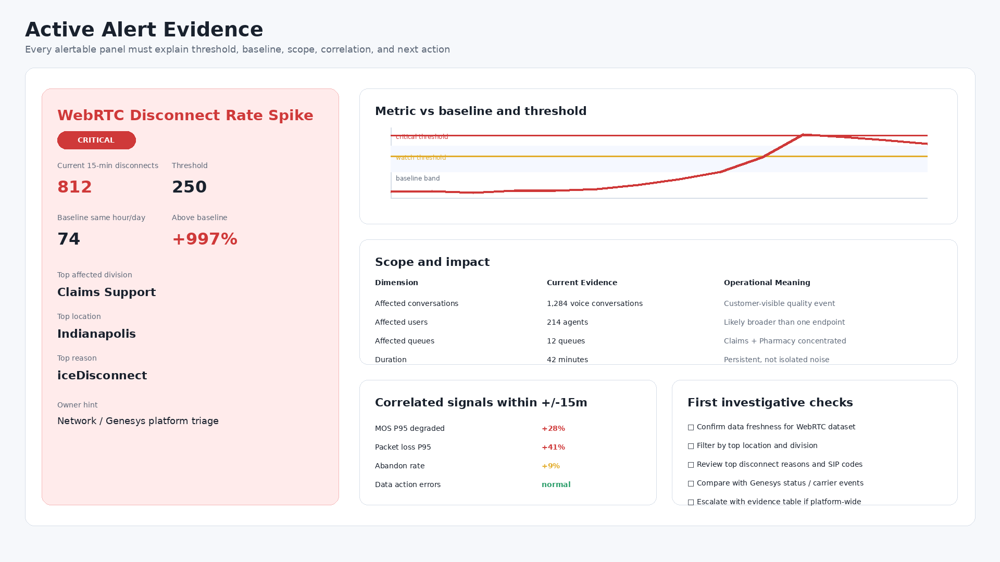 Active Alert Evidence
Every alertable panel must explain threshold, baseline, scope, correlation, and next action
WebRTC Disconnect Rate Spike
CRITICAL
Current 15-min disconnects Threshold
812 250
Baseline same hour/day Above baseline
74 +997%
Top affected division
Claims Support
Top location
Indianapolis
Top reason
iceDisconnect
Owner hint
Network / Genesys platform triage
Metric vs baseline and threshold
critical threshold
watch threshold
baseline band
Scope and impact
Dimension Current Evidence Operational Meaning
Affected conversations 1,284 voice conversations Customer-visible quality event
Affected users 214 agents Likely broader than one endpoint
Affected queues 12 queues Claims + Pharmacy concentrated
Duration 42 minutes Persistent, not isolated noise
Correlated signals within +/-15m
MOS P95 degraded +28%
Packet loss P95 +41%
Abandon rate +9%
Data action errors normal
First investigative checks
☐ Confirm data freshness for WebRTC dataset
☐ Filter by top location and division
☐ Review top disconnect reasons and SIP codes
☐ Compare with Genesys status / carrier events
☐ Escalate with evidence table if platform-wide